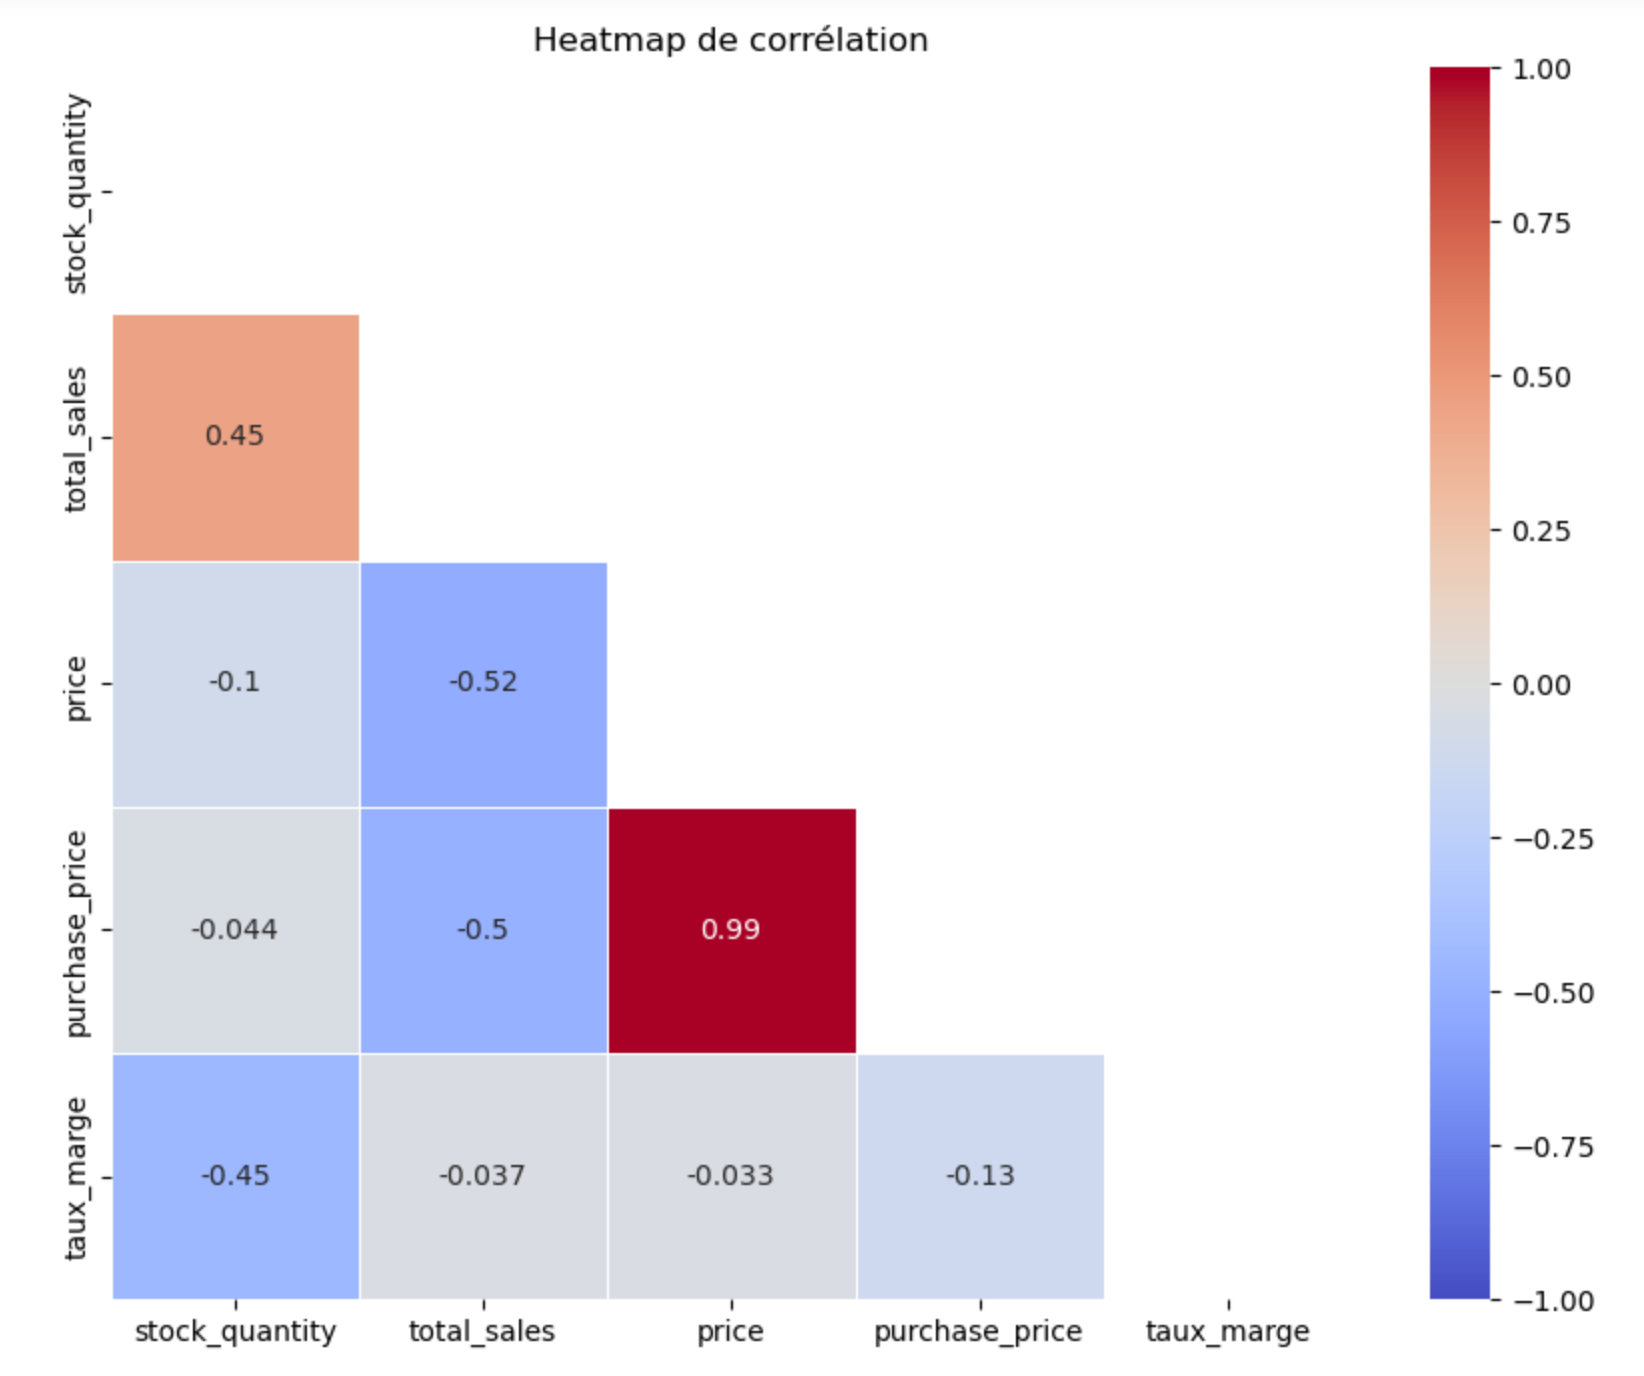 Heatmap de corrélation
stock_quantity
total_sales
0.45
price
-0.1 -0.52
purchase_price
-0.044 -0.5 0.99
taux_marge
-0.45 -0.037 -0.033 -0.13
stock_quantity total_sales price purchase_price taux_marge
1.00
0.75
0.50
0.25
0.00
−0.25
−0.50
−0.75
−1.00